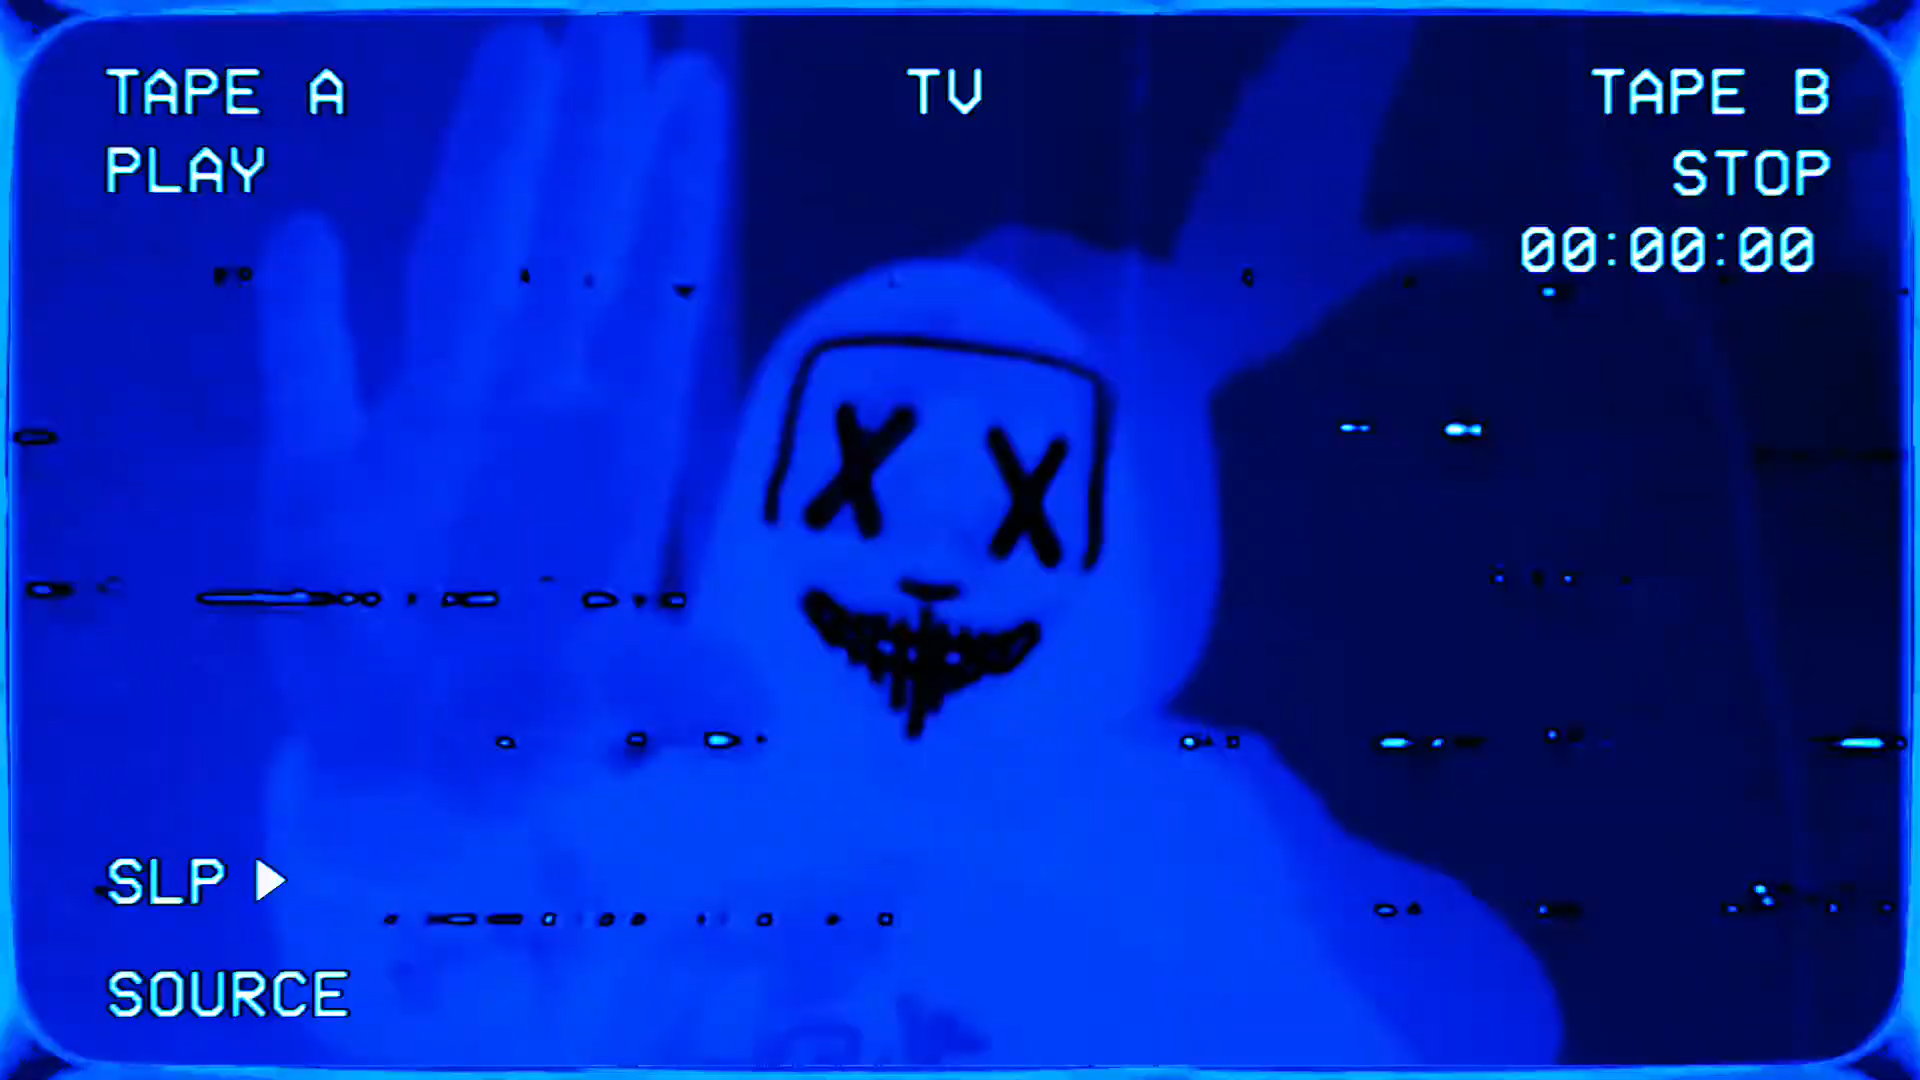 TAPE A
PLAY
TV
TAPE B
STOP
00:00:00
SLP
SOURCE